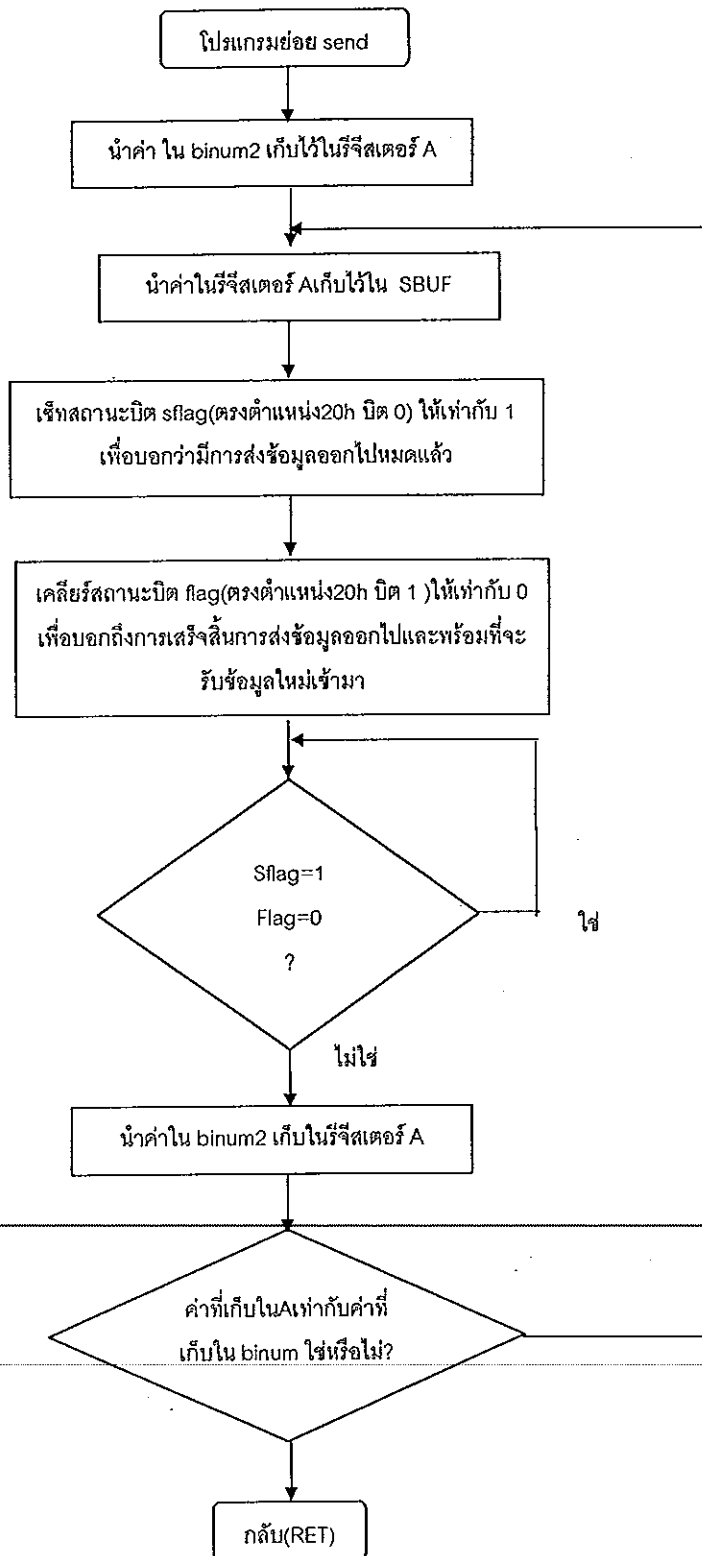 โปรแกรมย่อย send
นำค่า ใน binum2 เก็บไว้ในรีจีสเตอร์ A
นำค่าในรีจีสเตอร์ Aเก็บไว้ใน SBUF
เซ็ทสถานะบิต sflag(ตรงตำแหน่ง20h บิต 0) ให้เท่ากับ 1
เพื่อบอกว่ามีการส่งข้อมูลออกไปหมดแล้ว
เคลียร์สถานะบิต flag(ตรงตำแหน่ง20h บิต 1 )ให้เท่ากับ 0
เพื่อบอกถึงการเสร็จสิ้นการส่งข้อมูลออกไปและพร้อมที่จะ
รับข้อมูลใหม่เข้ามา
Sflag=1
Flag=0
?
ใช่
ไม่ใช่
นำค่าใน binum2 เก็บในรีจีสเตอร์ A
ค่าที่เก็บในAเท่ากับค่าที่
เก็บใน binum ใช่หรือไม่?
กลับ(RET)